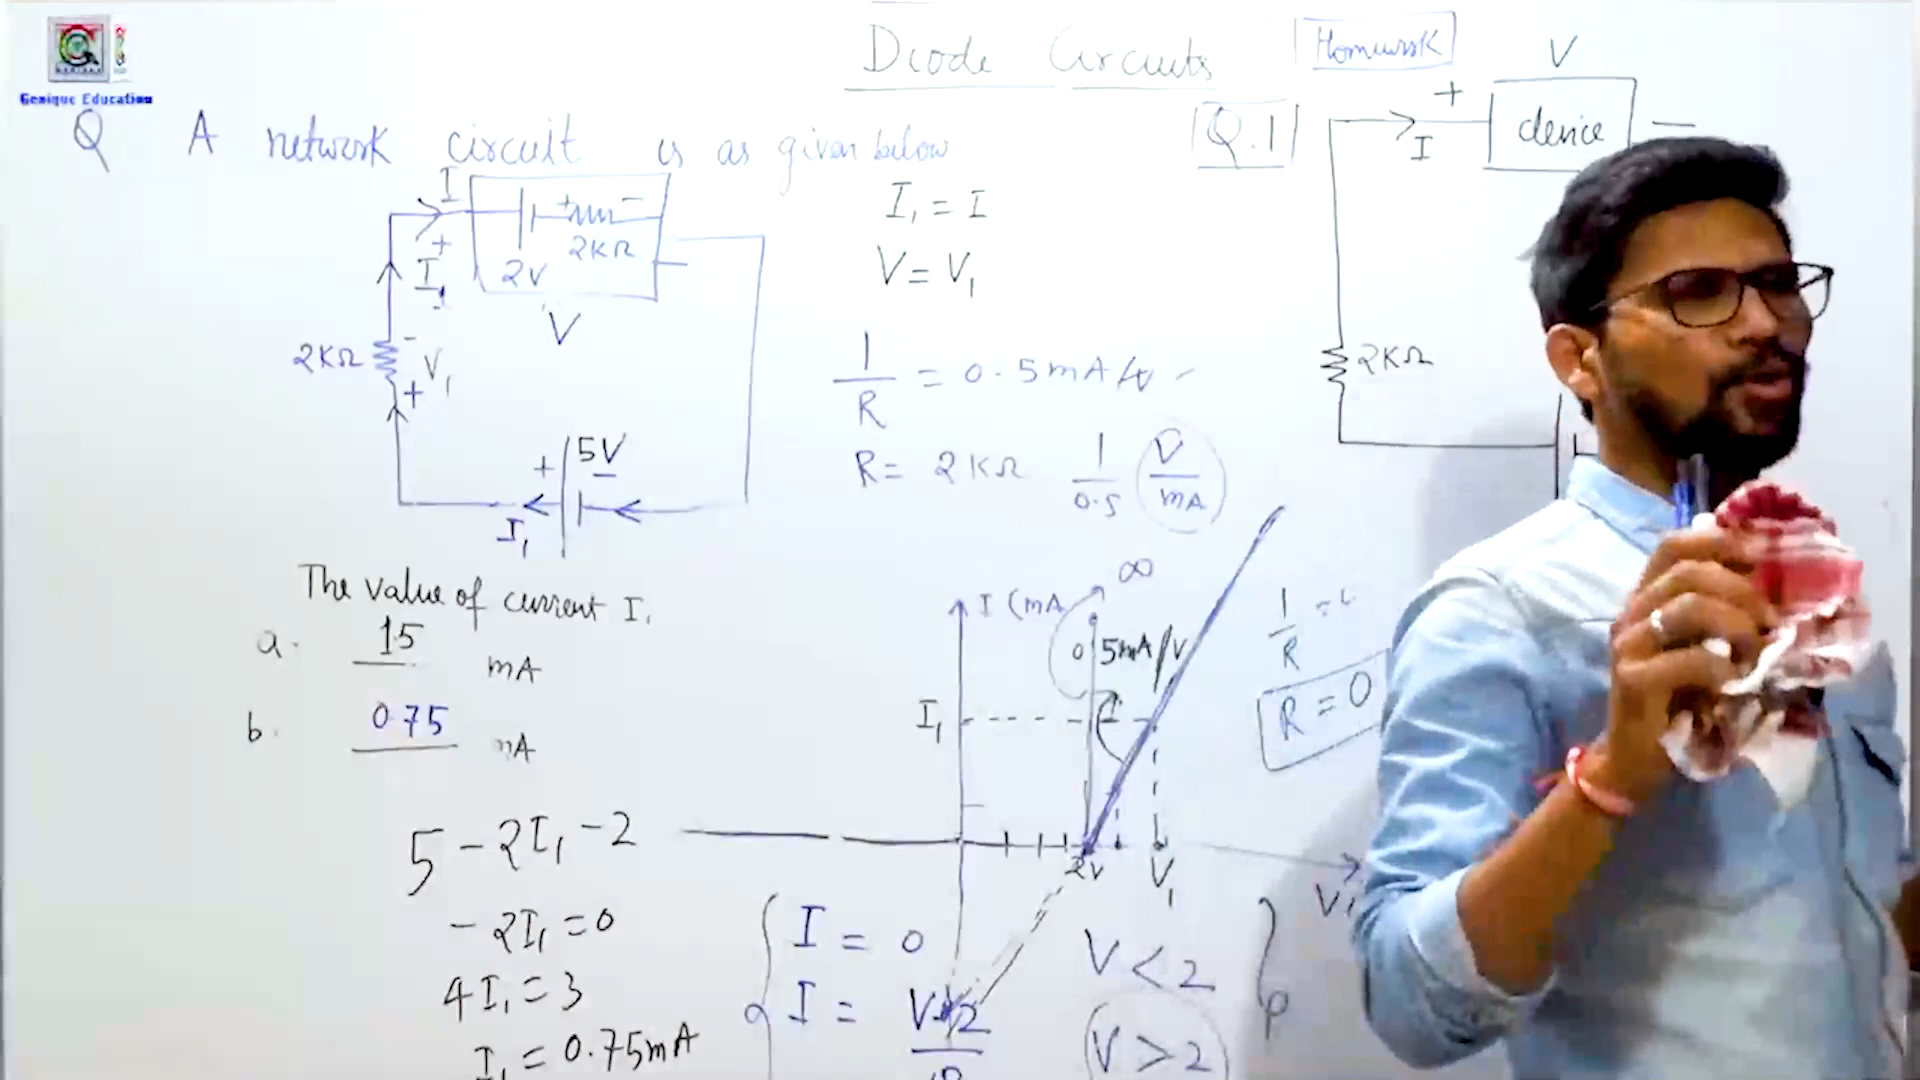 Genique Education
Diode Circuits
Homework
Q A network circuit is as given below
I
+ -
2KΩ
2V
+
I1
-
V
2KΩ
-
V1
+
+
5V
I1
I1 = I
V = V1
1/R = 0.5mA/V
R = 2KΩ
1/0.5 V/mA
Q.1
V
+
device
-
I
2KΩ
The value of current I1
a. 1.5 mA
b. 0.75 mA
5 - 2I1 - 2
- 2I1 = 0
4I1 = 3
I1 = 0.75mA
I (mA
∞
0.5mA/V
I1
2V
V1
V1
1/R =
R = 0
I = 0 V < 2
I = V-2 V > 2